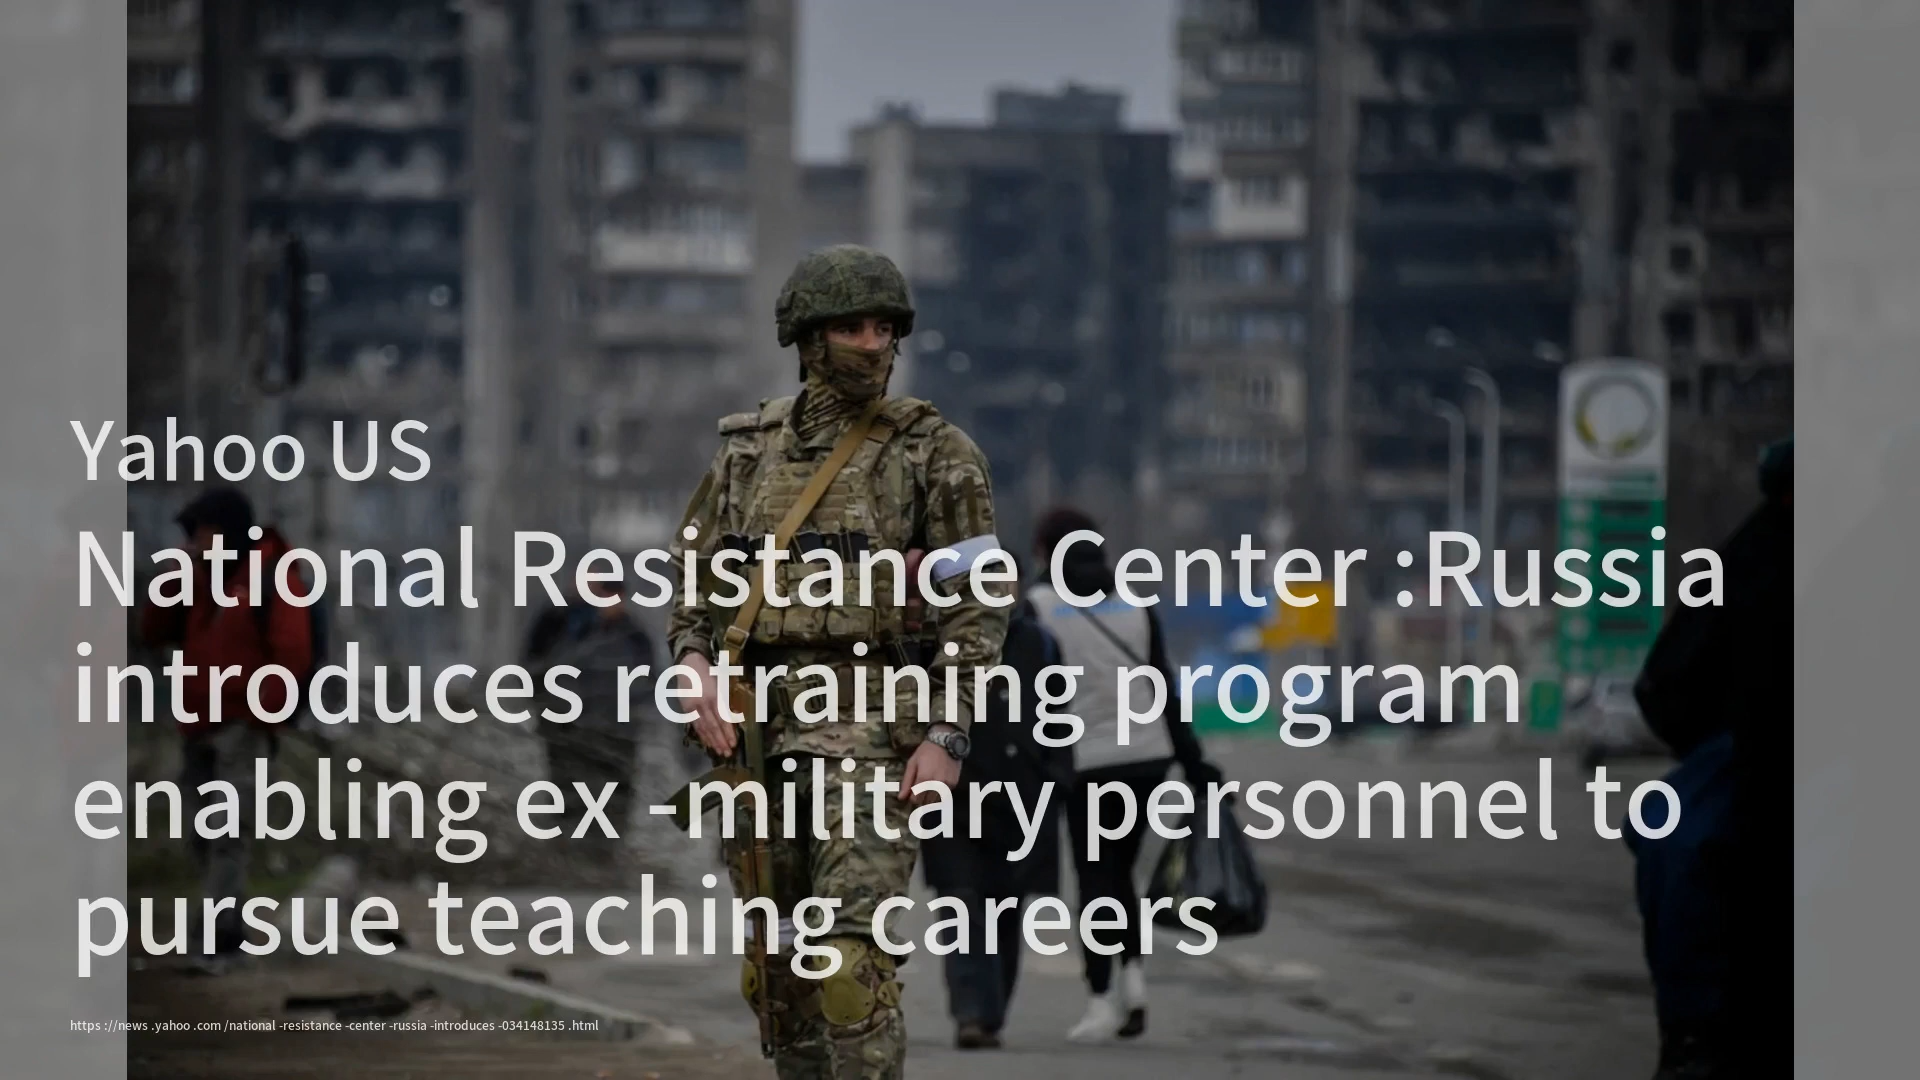 Yahoo US
National Resistance Center :Russia
introduces retraining program
enabling ex -military personnel to
pursue teaching careers
https ://news .yahoo .com /national -resistance -center -russia -introduces -034148135 .html